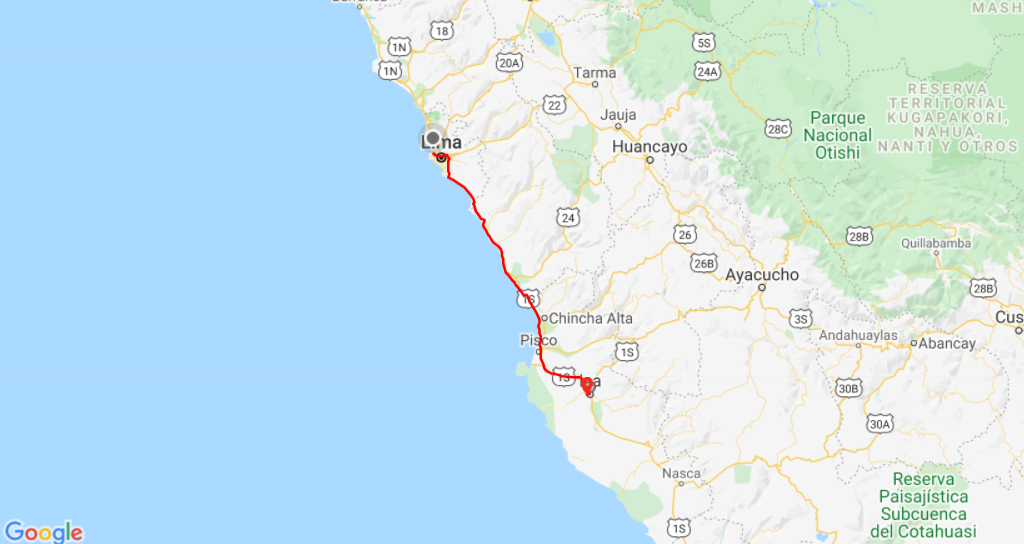 MASH
18
1N
5S
1N
20A
24A
Tarma
RESERVA
TERRITORIAL
KUGAPAKORI,
NAHUA,
NANTI Y OTROS
22
Jauja
Parque
Nacional
Otishi
28C
Lima
Huancayo
24
26
28B
Quillabamba
26B
Ayacucho
28B
1S
Chincha Alta
3S
Cus
Andahuaylas
Abancay
Pisco
1S
1S
Ica
30B
30A
Nasca
Reserva
Paisajística
Subcuenca
del Cotahuasi
1S
Google